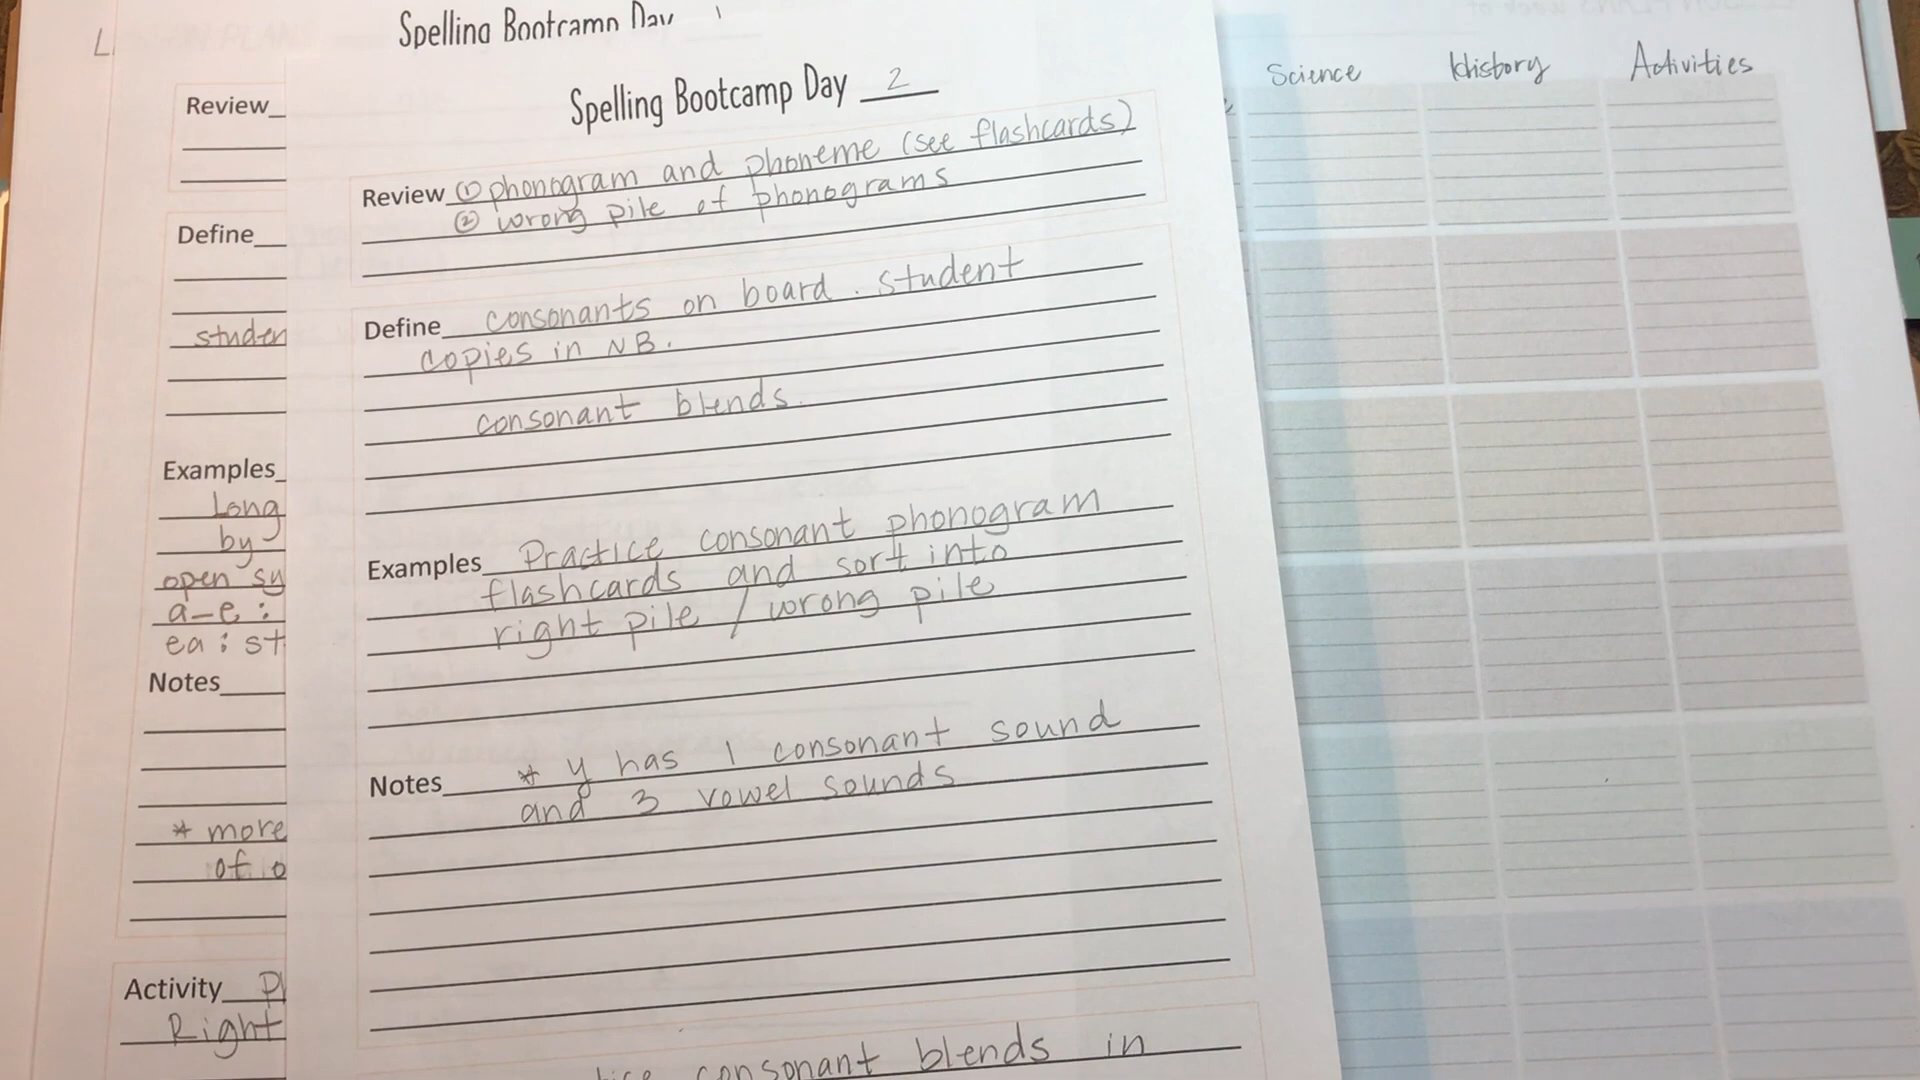 Spelling Bootcamp Day 1
Review
Define
studen
Examples
Long
by
open sy
a-e :
ea : st
Notes
* more
of o
Activity
Right
Spelling Bootcamp Day 2
Review ① phonogram and phoneme (see flashcards)
② wrong pile of phonograms
Define consonants on board. student
copies in NB.
consonant blends.
Examples Practice consonant phonogram
flashcards and sort into
right pile / wrong pile
Notes * y has 1 consonant sound
and 3 vowel sounds
consonant blends in
Science History Activities